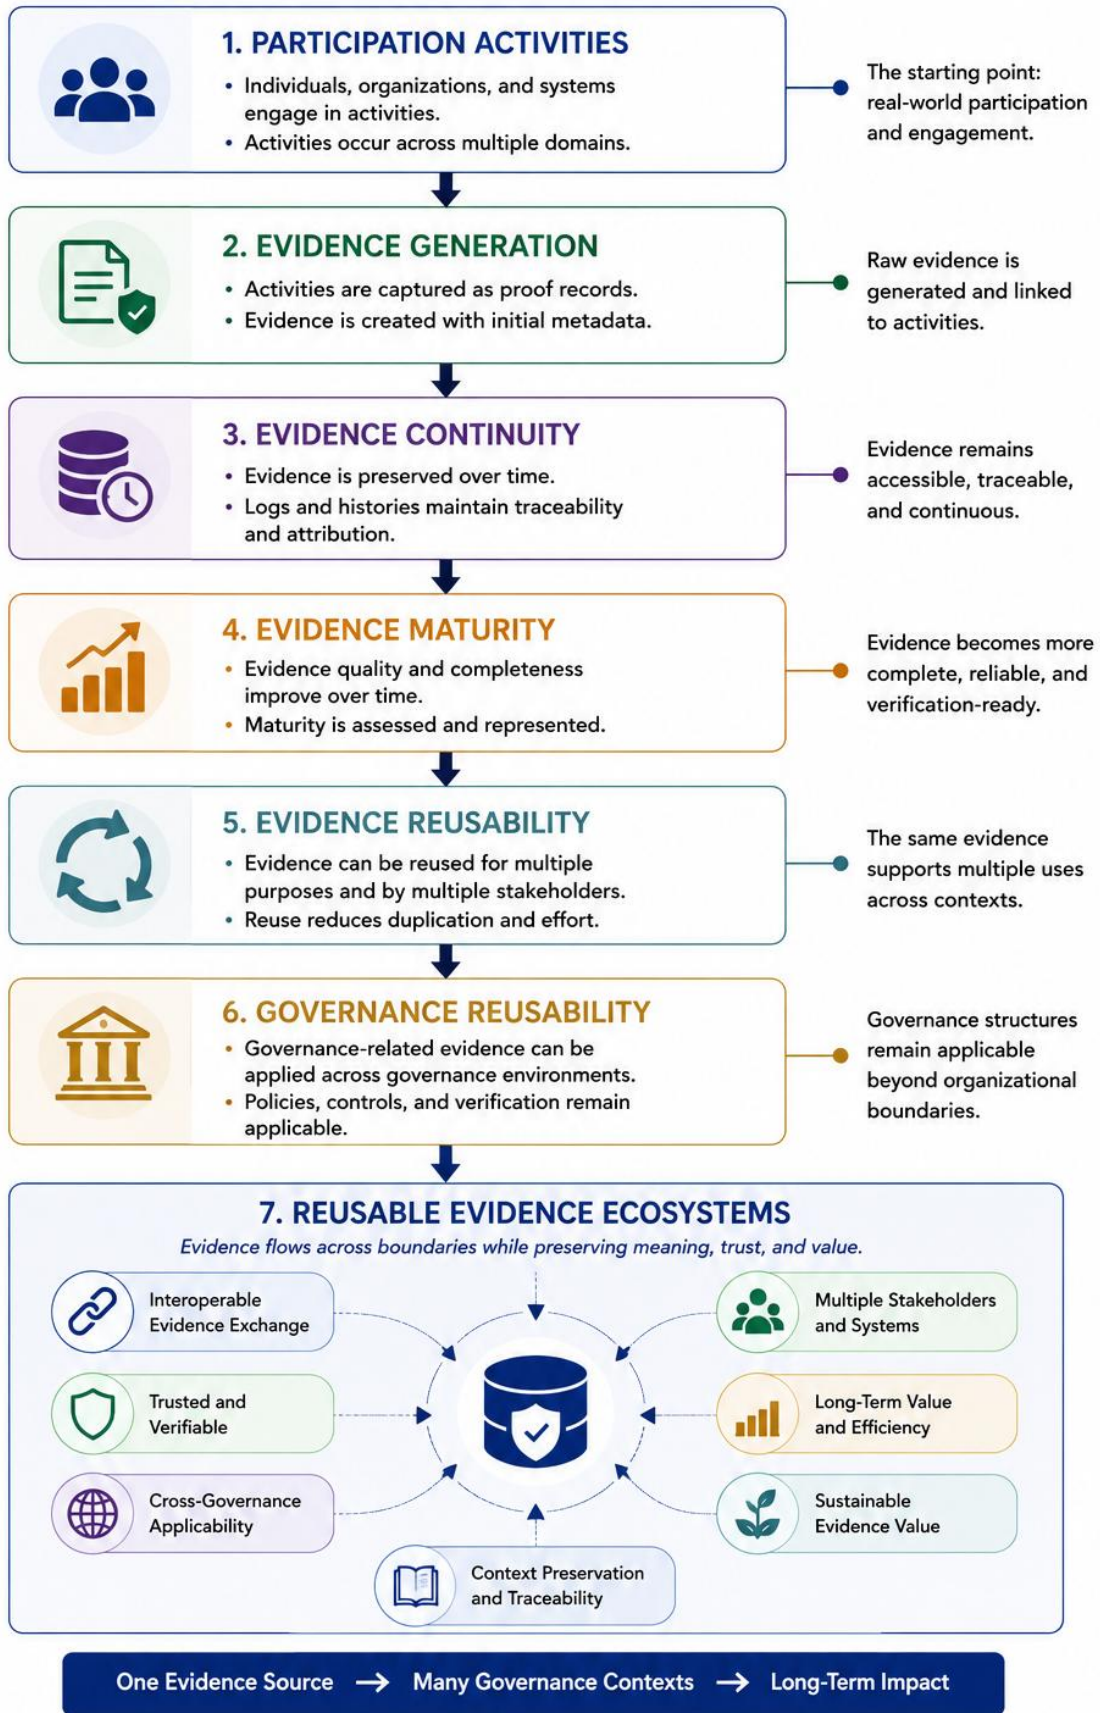 1. PARTICIPATION ACTIVITIES
• Individuals, organizations, and systems
engage in activities.
• Activities occur across multiple domains.
The starting point:
real-world participation
and engagement.
2. EVIDENCE GENERATION
• Activities are captured as proof records.
• Evidence is created with initial metadata.
Raw evidence is
generated and linked
to activities.
3. EVIDENCE CONTINUITY
• Evidence is preserved over time.
• Logs and histories maintain traceability
and attribution.
Evidence remains
accessible, traceable,
and continuous.
4. EVIDENCE MATURITY
• Evidence quality and completeness
improve over time.
• Maturity is assessed and represented.
Evidence becomes more
complete, reliable, and
verification-ready.
5. EVIDENCE REUSABILITY
• Evidence can be reused for multiple
purposes and by multiple stakeholders.
• Reuse reduces duplication and effort.
The same evidence
supports multiple uses
across contexts.
6. GOVERNANCE REUSABILITY
• Governance-related evidence can be
applied across governance environments.
• Policies, controls, and verification remain
applicable.
Governance structures
remain applicable
beyond organizational
boundaries.
7. REUSABLE EVIDENCE ECOSYSTEMS
Evidence flows across boundaries while preserving meaning, trust, and value.
Interoperable
Evidence Exchange
Trusted and
Verifiable
Cross-Governance
Applicability
Multiple Stakeholders
and Systems
Long-Term Value
and Efficiency
Sustainable
Evidence Value
Context Preservation
and Traceability
One Evidence Source → Many Governance Contexts → Long-Term Impact